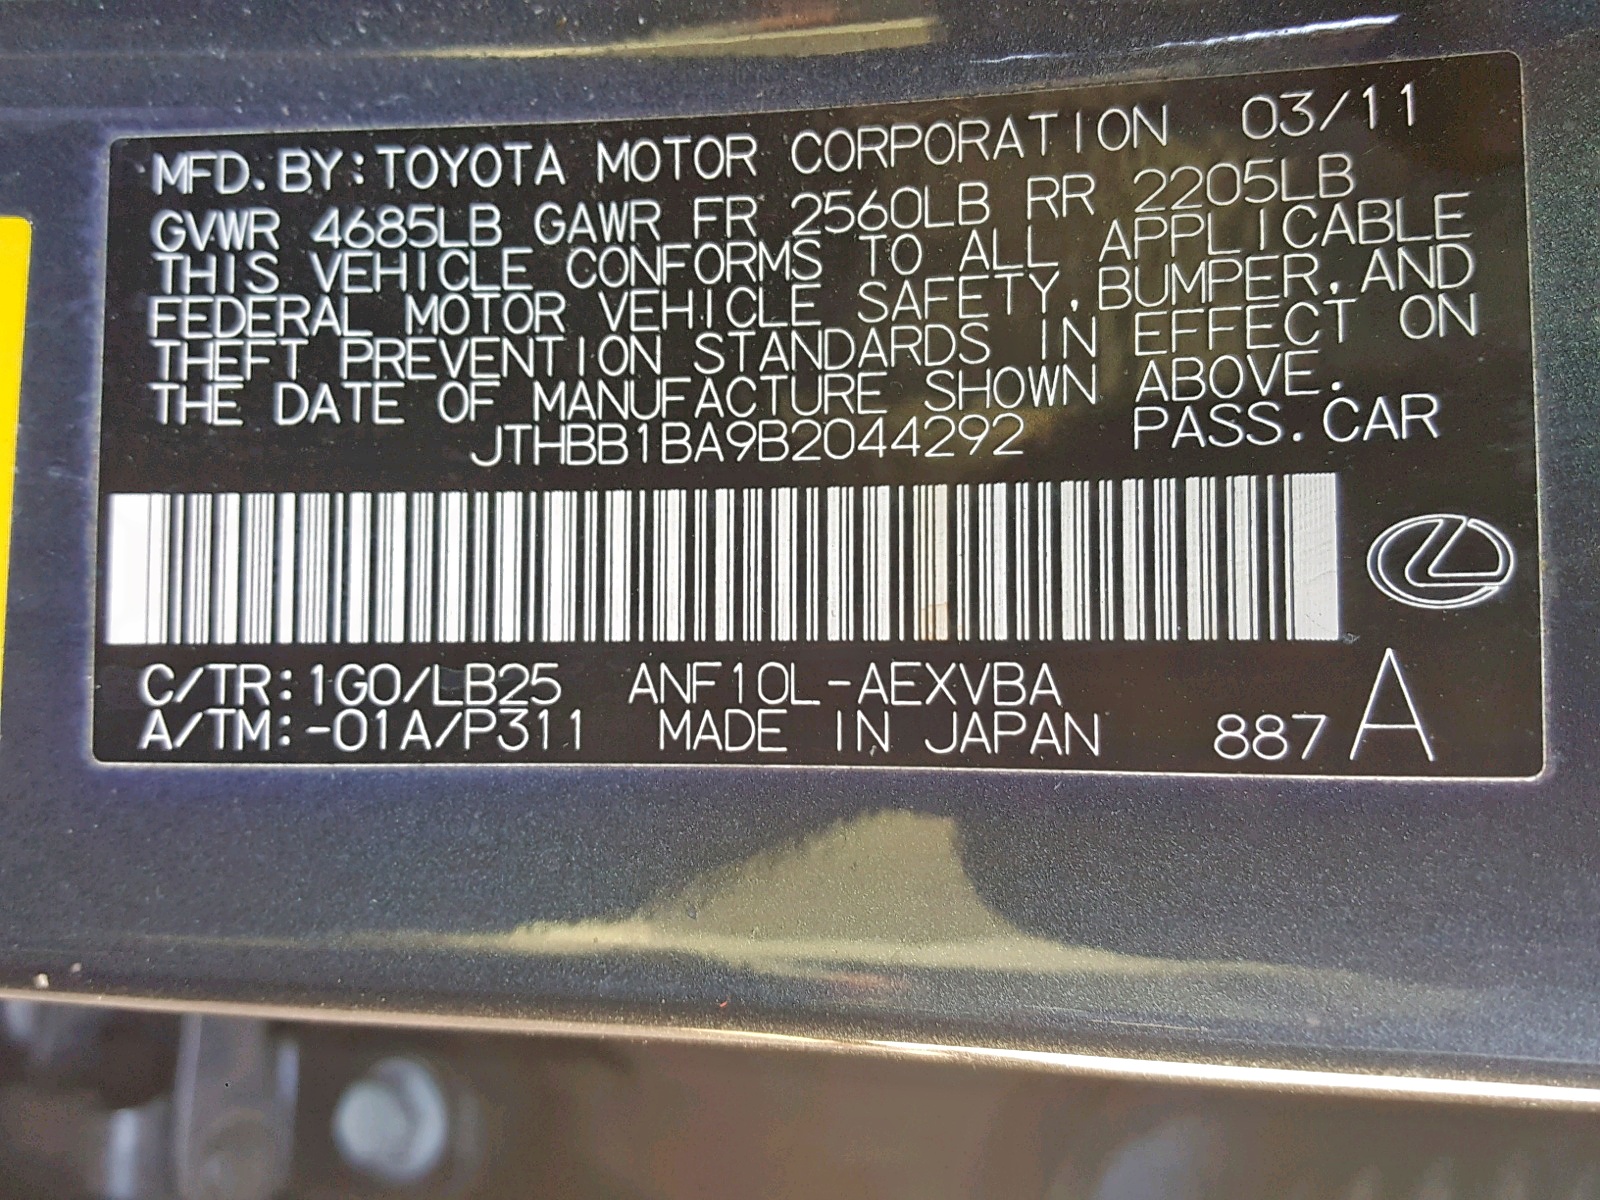 MFD. BY: TOYOTA MOTOR CORPORATION 03/11
GVWR 4685LB GAWR FR 2560LB RR 2205LB
THIS VEHICLE CONFORMS TO ALL APPLICABLE
FEDERAL MOTOR VEHICLE SAFETY, BUMPER, AND
THEFT PREVENTION STANDARDS IN EFFECT ON
THE DATE OF MANUFACTURE SHOWN ABOVE.
JTHBB1BA9B2044292 PASS. CAR
C/TR: 1G0/LB25 ANF10L-AEXVBA
A/TM: -01A/P311 MADE IN JAPAN 887 A